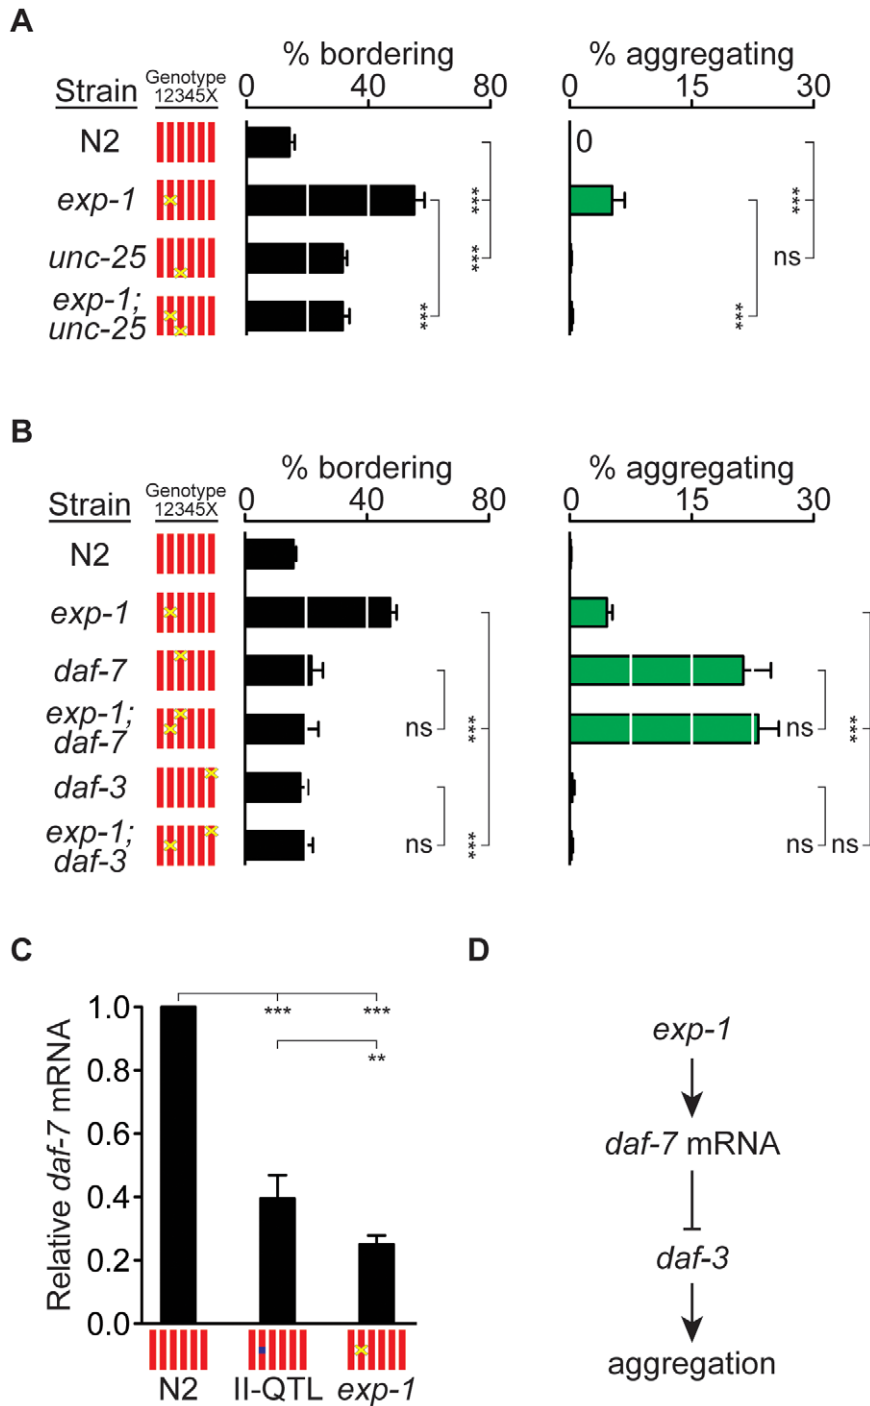 A
% bordering
% aggregating
Strain
Genotype
12345X
0 40 80
0 15 30
N2
0
exp-1
***
***
unc-25
***
ns
exp-1;
unc-25
***
***
B
% bordering
% aggregating
Strain
Genotype
12345X
0 40 80
0 15 30
N2
exp-1
daf-7
exp-1;
daf-7
ns
***
ns
***
daf-3
exp-1;
daf-3
ns
***
ns
ns
C
Relative daf-7 mRNA
1.0
0.8
0.6
0.4
0.2
0.0
***
***
**
N2
II-QTL
exp-1
D
exp-1
daf-7 mRNA
daf-3
aggregation